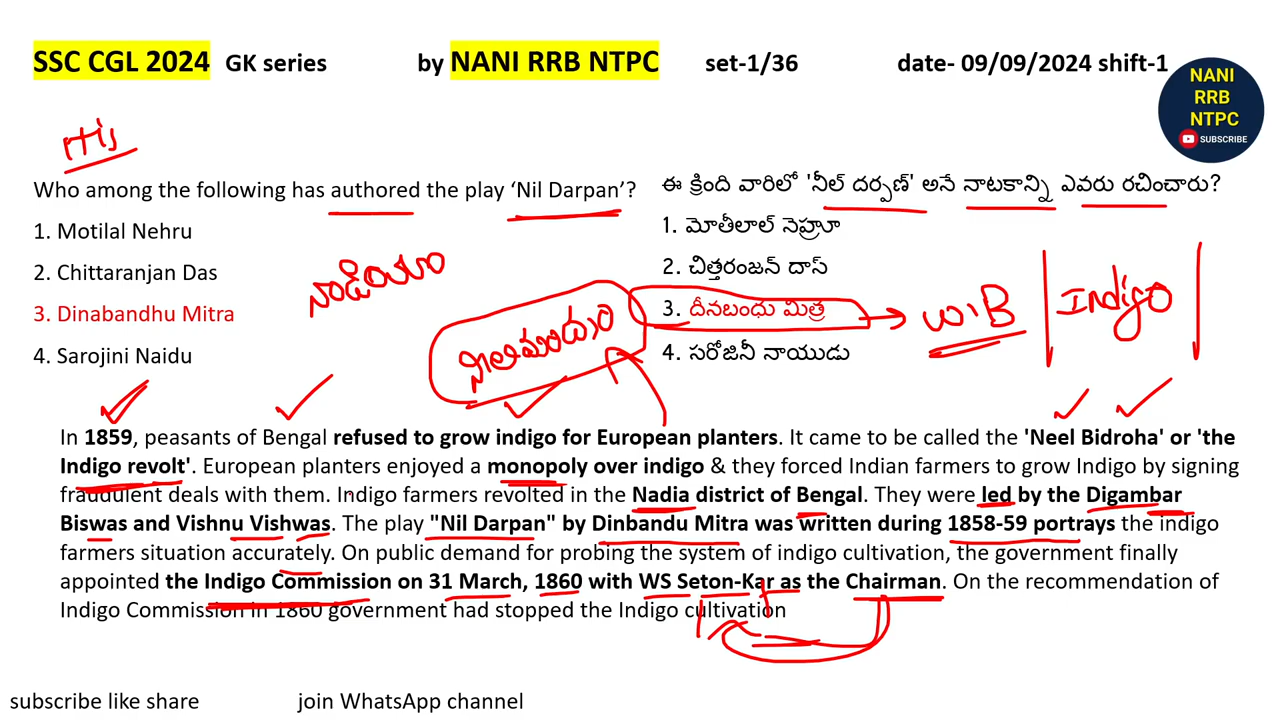 SSC CGL 2024 GK series by NANI RRB NTPC set-1/36 date- 09/09/2024 shift-1
NANI
RRB
NTPC
SUBSCRIBE
His
Who among the following has authored the play ‘Nil Darpan’?
1. Motilal Nehru
2. Chittaranjan Das
3. Dinabandhu Mitra
4. Sarojini Naidu
ఈ క్రింది వారిలో 'నీల్ దర్పణ్' అనే నాటకాన్ని ఎవరు రచించారు?
1. మోతీలాల్ నెహ్రూ
2. చిత్తరంజన్ దాస్
3. దీనబంధు మిత్ర
4. సరోజినీ నాయుడు
W.B
Indigo
In 1859, peasants of Bengal refused to grow indigo for European planters. It came to be called the 'Neel Bidroha' or 'the
Indigo revolt'. European planters enjoyed a monopoly over indigo & they forced Indian farmers to grow Indigo by signing
fraudulent deals with them. Indigo farmers revolted in the Nadia district of Bengal. They were led by the Digambar
Biswas and Vishnu Vishwas. The play "Nil Darpan" by Dinbandu Mitra was written during 1858-59 portrays the indigo
farmers situation accurately. On public demand for probing the system of indigo cultivation, the government finally
appointed the Indigo Commission on 31 March, 1860 with WS Seton-Kar as the Chairman. On the recommendation of
Indigo Commission in 1860 government had stopped the Indigo cultivation
subscribe like share join WhatsApp channel